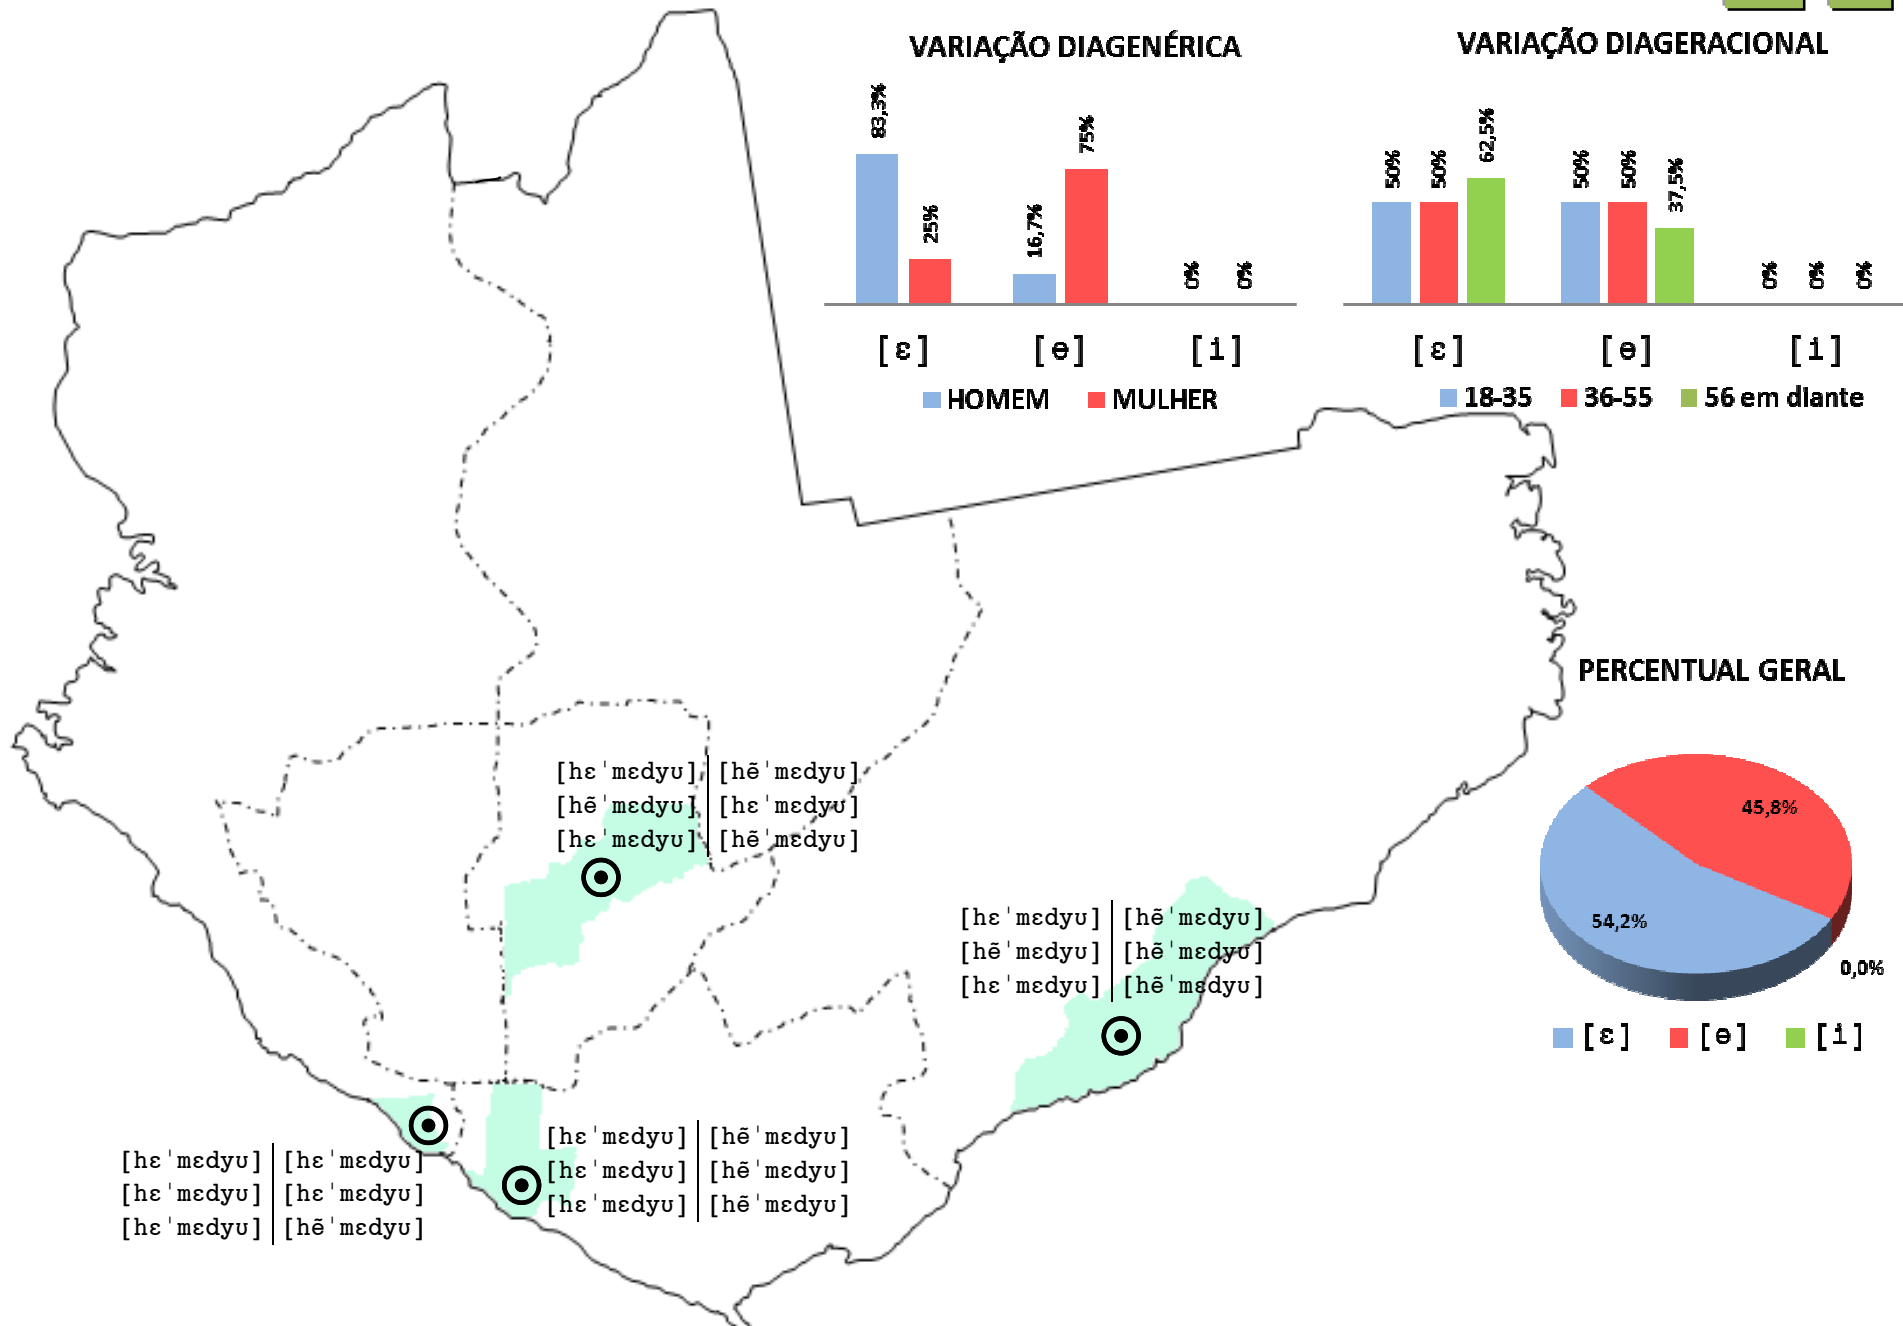 VARIAÇÃO DIAGENÉRICA
83,3%
25%
16,7%
75%
0%
0%
[ɛ]
[ɵ]
[i]
HOMEM
MULHER
VARIAÇÃO DIAGERACIONAL
50%
50%
62,5%
50%
50%
37,5%
0%
0%
0%
[ɛ]
[ɵ]
[i]
18-35
36-55
56 em diante
PERCENTUAL GERAL
45,8%
54,2%
0,0%
[ɛ]
[ɵ]
[i]
[hɛˈmɛdyʊ] [hẽˈmɛdyʊ]
[hẽˈmɛdyʊ] [hɛˈmɛdyʊ]
[hɛˈmɛdyʊ] [hẽˈmɛdyʊ]
[hɛˈmɛdyʊ] [hẽˈmɛdyʊ]
[hẽˈmɛdyʊ] [hẽˈmɛdyʊ]
[hɛˈmɛdyʊ] [hẽˈmɛdyʊ]
[hɛˈmɛdyʊ] [hɛˈmɛdyʊ]
[hɛˈmɛdyʊ] [hɛˈmɛdyʊ]
[hɛˈmɛdyʊ] [hẽˈmɛdyʊ]
[hɛˈmɛdyʊ] [hẽˈmɛdyʊ]
[hɛˈmɛdyʊ] [hẽˈmɛdyʊ]
[hɛˈmɛdyʊ] [hẽˈmɛdyʊ]